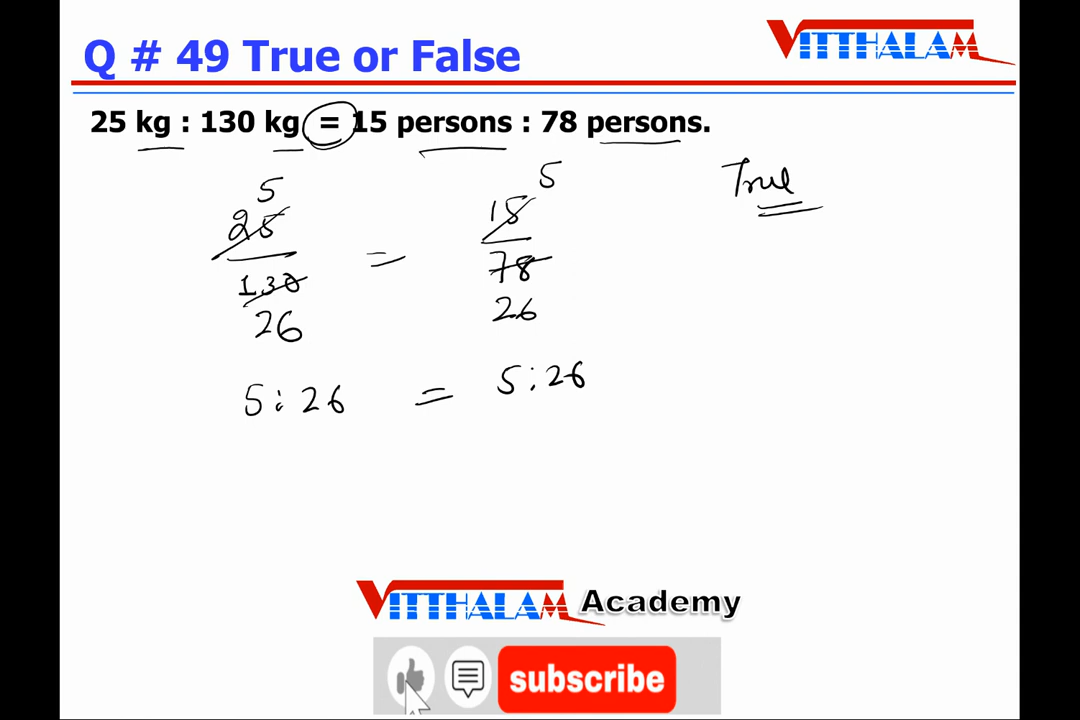 Q # 49 True or False
VITTHALAM
25 kg : 130 kg = 15 persons : 78 persons.
True
5 5
25 = 15
130 78
26 26
5 : 26 = 5 : 26
VITTHALAM Academy
subscribe